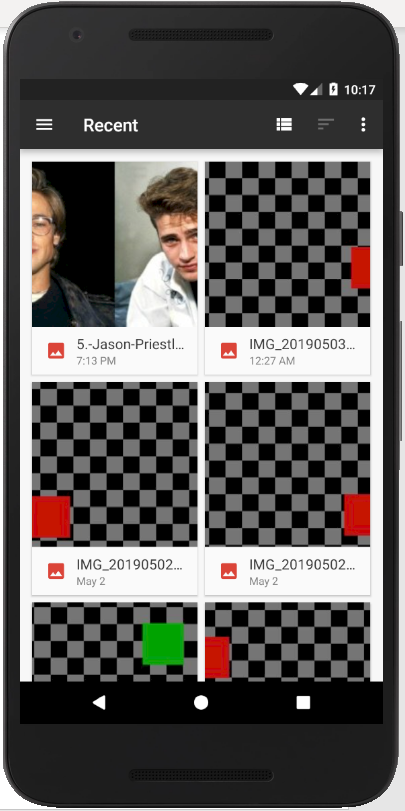 10:17
Recent
5.-Jason-Priestl...
7:13 PM
IMG_20190503...
12:27 AM
IMG_20190502...
May 2
IMG_20190502...
May 2